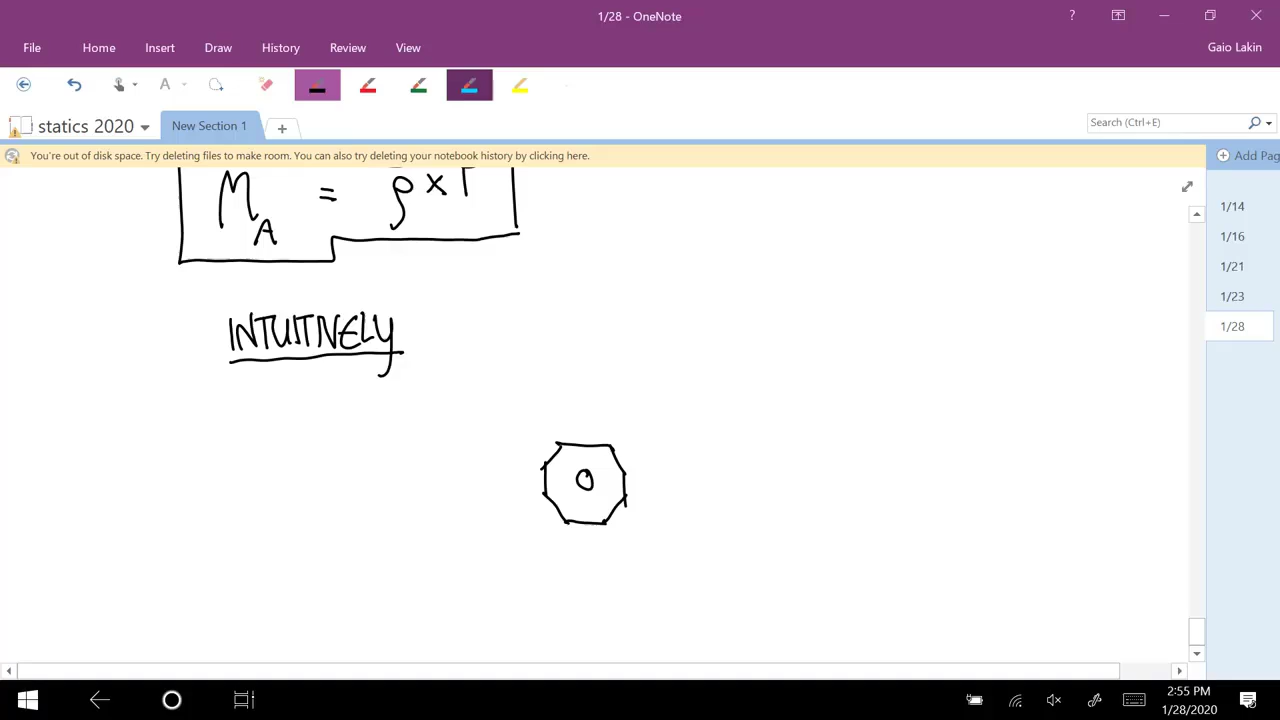 1/28 - OneNote
?
File Home Insert Draw History Review View
Gaio Lakin
A
statics 2020
New Section 1
Search (Ctrl+E)
You're out of disk space. Try deleting files to make room. You can also try deleting your notebook history by clicking here.
Add Pag
M_A = ρ ×
INTUITIVELY
1/14
1/16
1/21
1/23
1/28
2:55 PM
1/28/2020